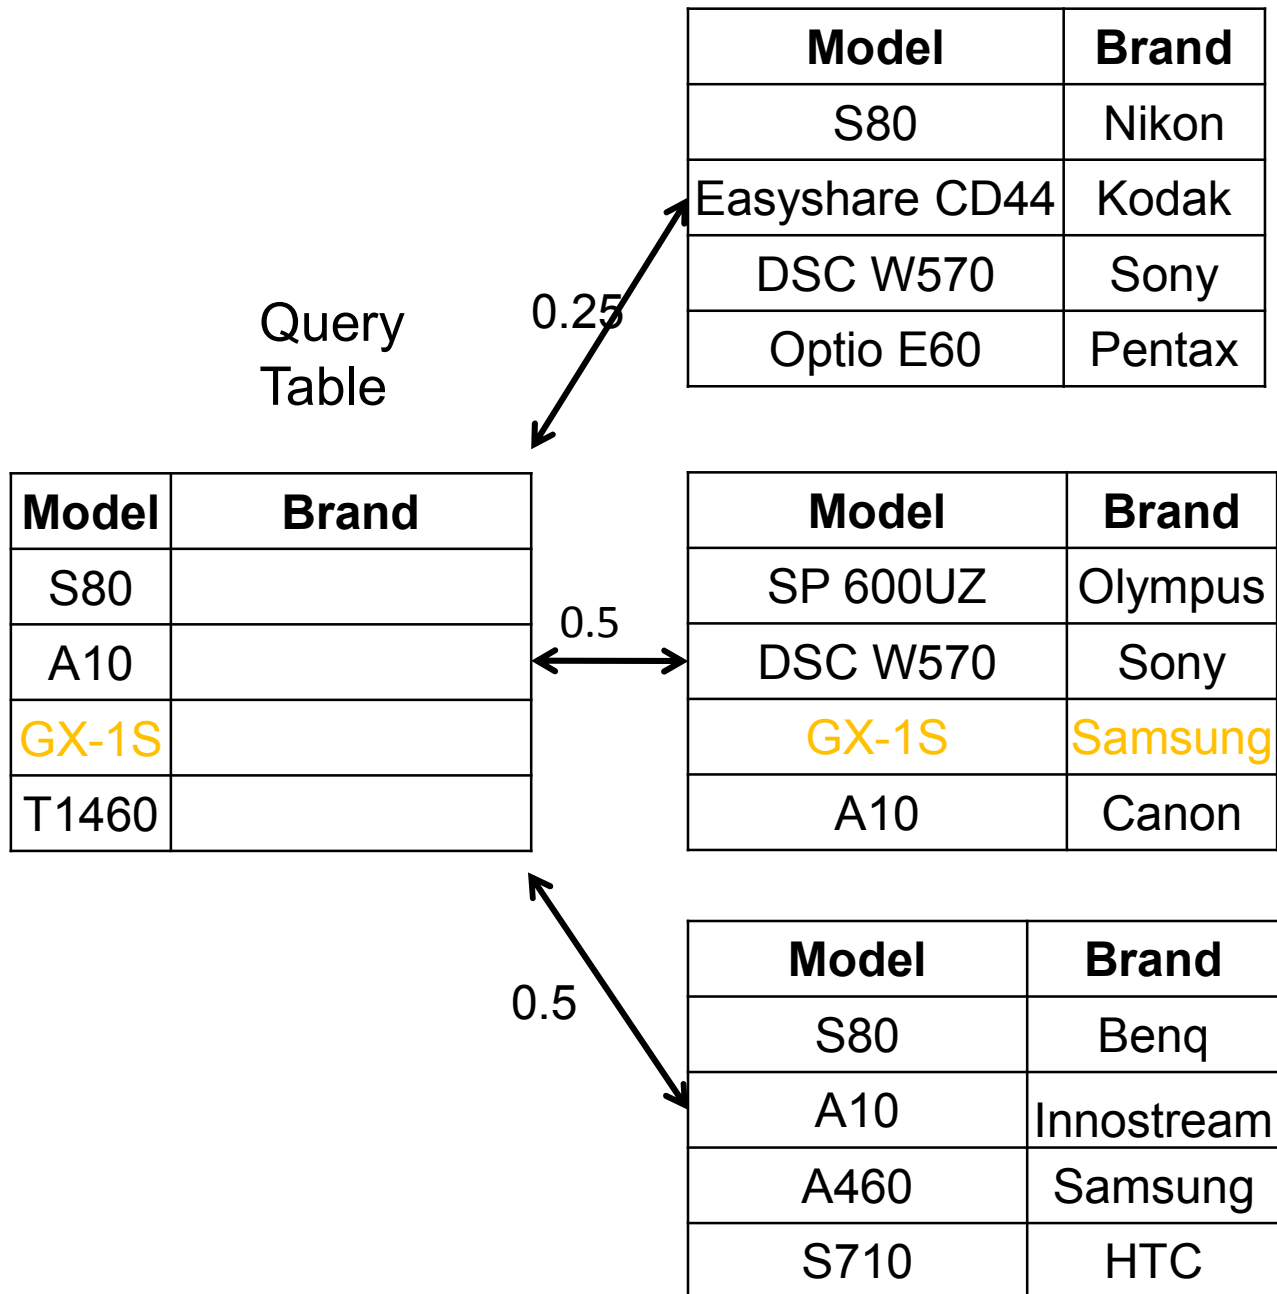 Model Brand
S80 Nikon
Easyshare CD44 Kodak
DSC W570 Sony
Optio E60 Pentax
Query
Table
0.25
Model Brand
S80
A10
GX-1S
T1460
0.5
Model Brand
SP 600UZ Olympus
DSC W570 Sony
GX-1S Samsung
A10 Canon
0.5
Model Brand
S80 Benq
A10 Innostream
A460 Samsung
S710 HTC